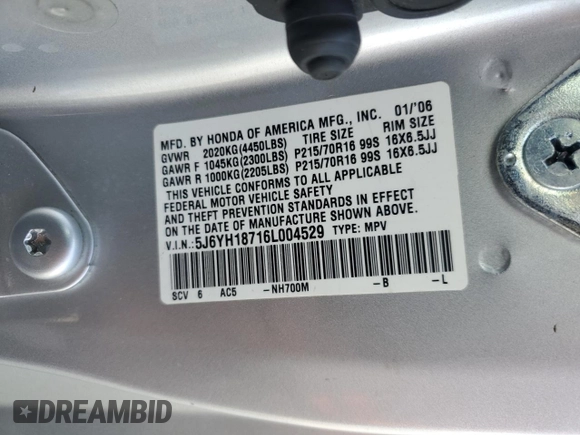 MFD. BY HONDA OF AMERICA MFG., INC. 01/'06
GVWR 2020KG(4450LBS) TIRE SIZE RIM SIZE
GAWR F 1045KG(2300LBS) P215/70R16 99S 16X6.5JJ
GAWR R 1000KG(2205LBS) P215/70R16 99S 16X6.5JJ
THIS VEHICLE CONFORMS TO ALL APPLICABLE
FEDERAL MOTOR VEHICLE SAFETY
AND THEFT PREVENTION STANDARDS IN EFFECT
ON THE DATE OF MANUFACTURE SHOWN ABOVE.
V.I.N.:5J6YH18716L004529 TYPE: MPV
SCV 6 AC5 -NH700M -B -L
DREAMBID